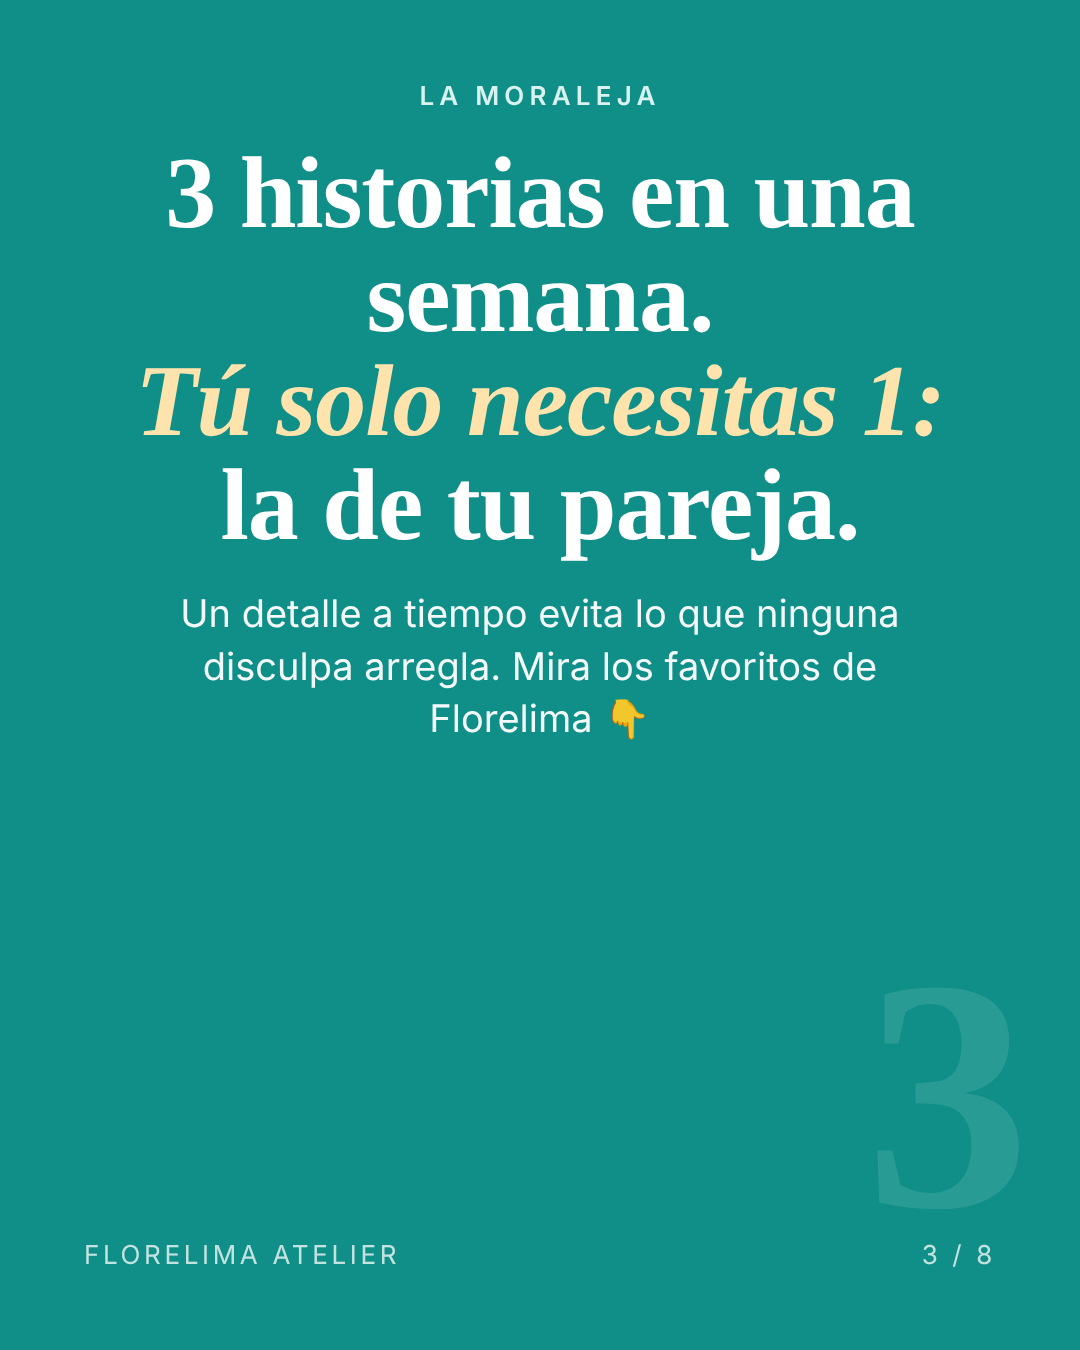 LA MORALEJA
3 historias en una
semana.
Tú solo necesitas 1:
la de tu pareja.
Un detalle a tiempo evita lo que ninguna
disculpa arregla. Mira los favoritos de
Florelima 👇
3
FLORELIMA ATELIER
3 / 8